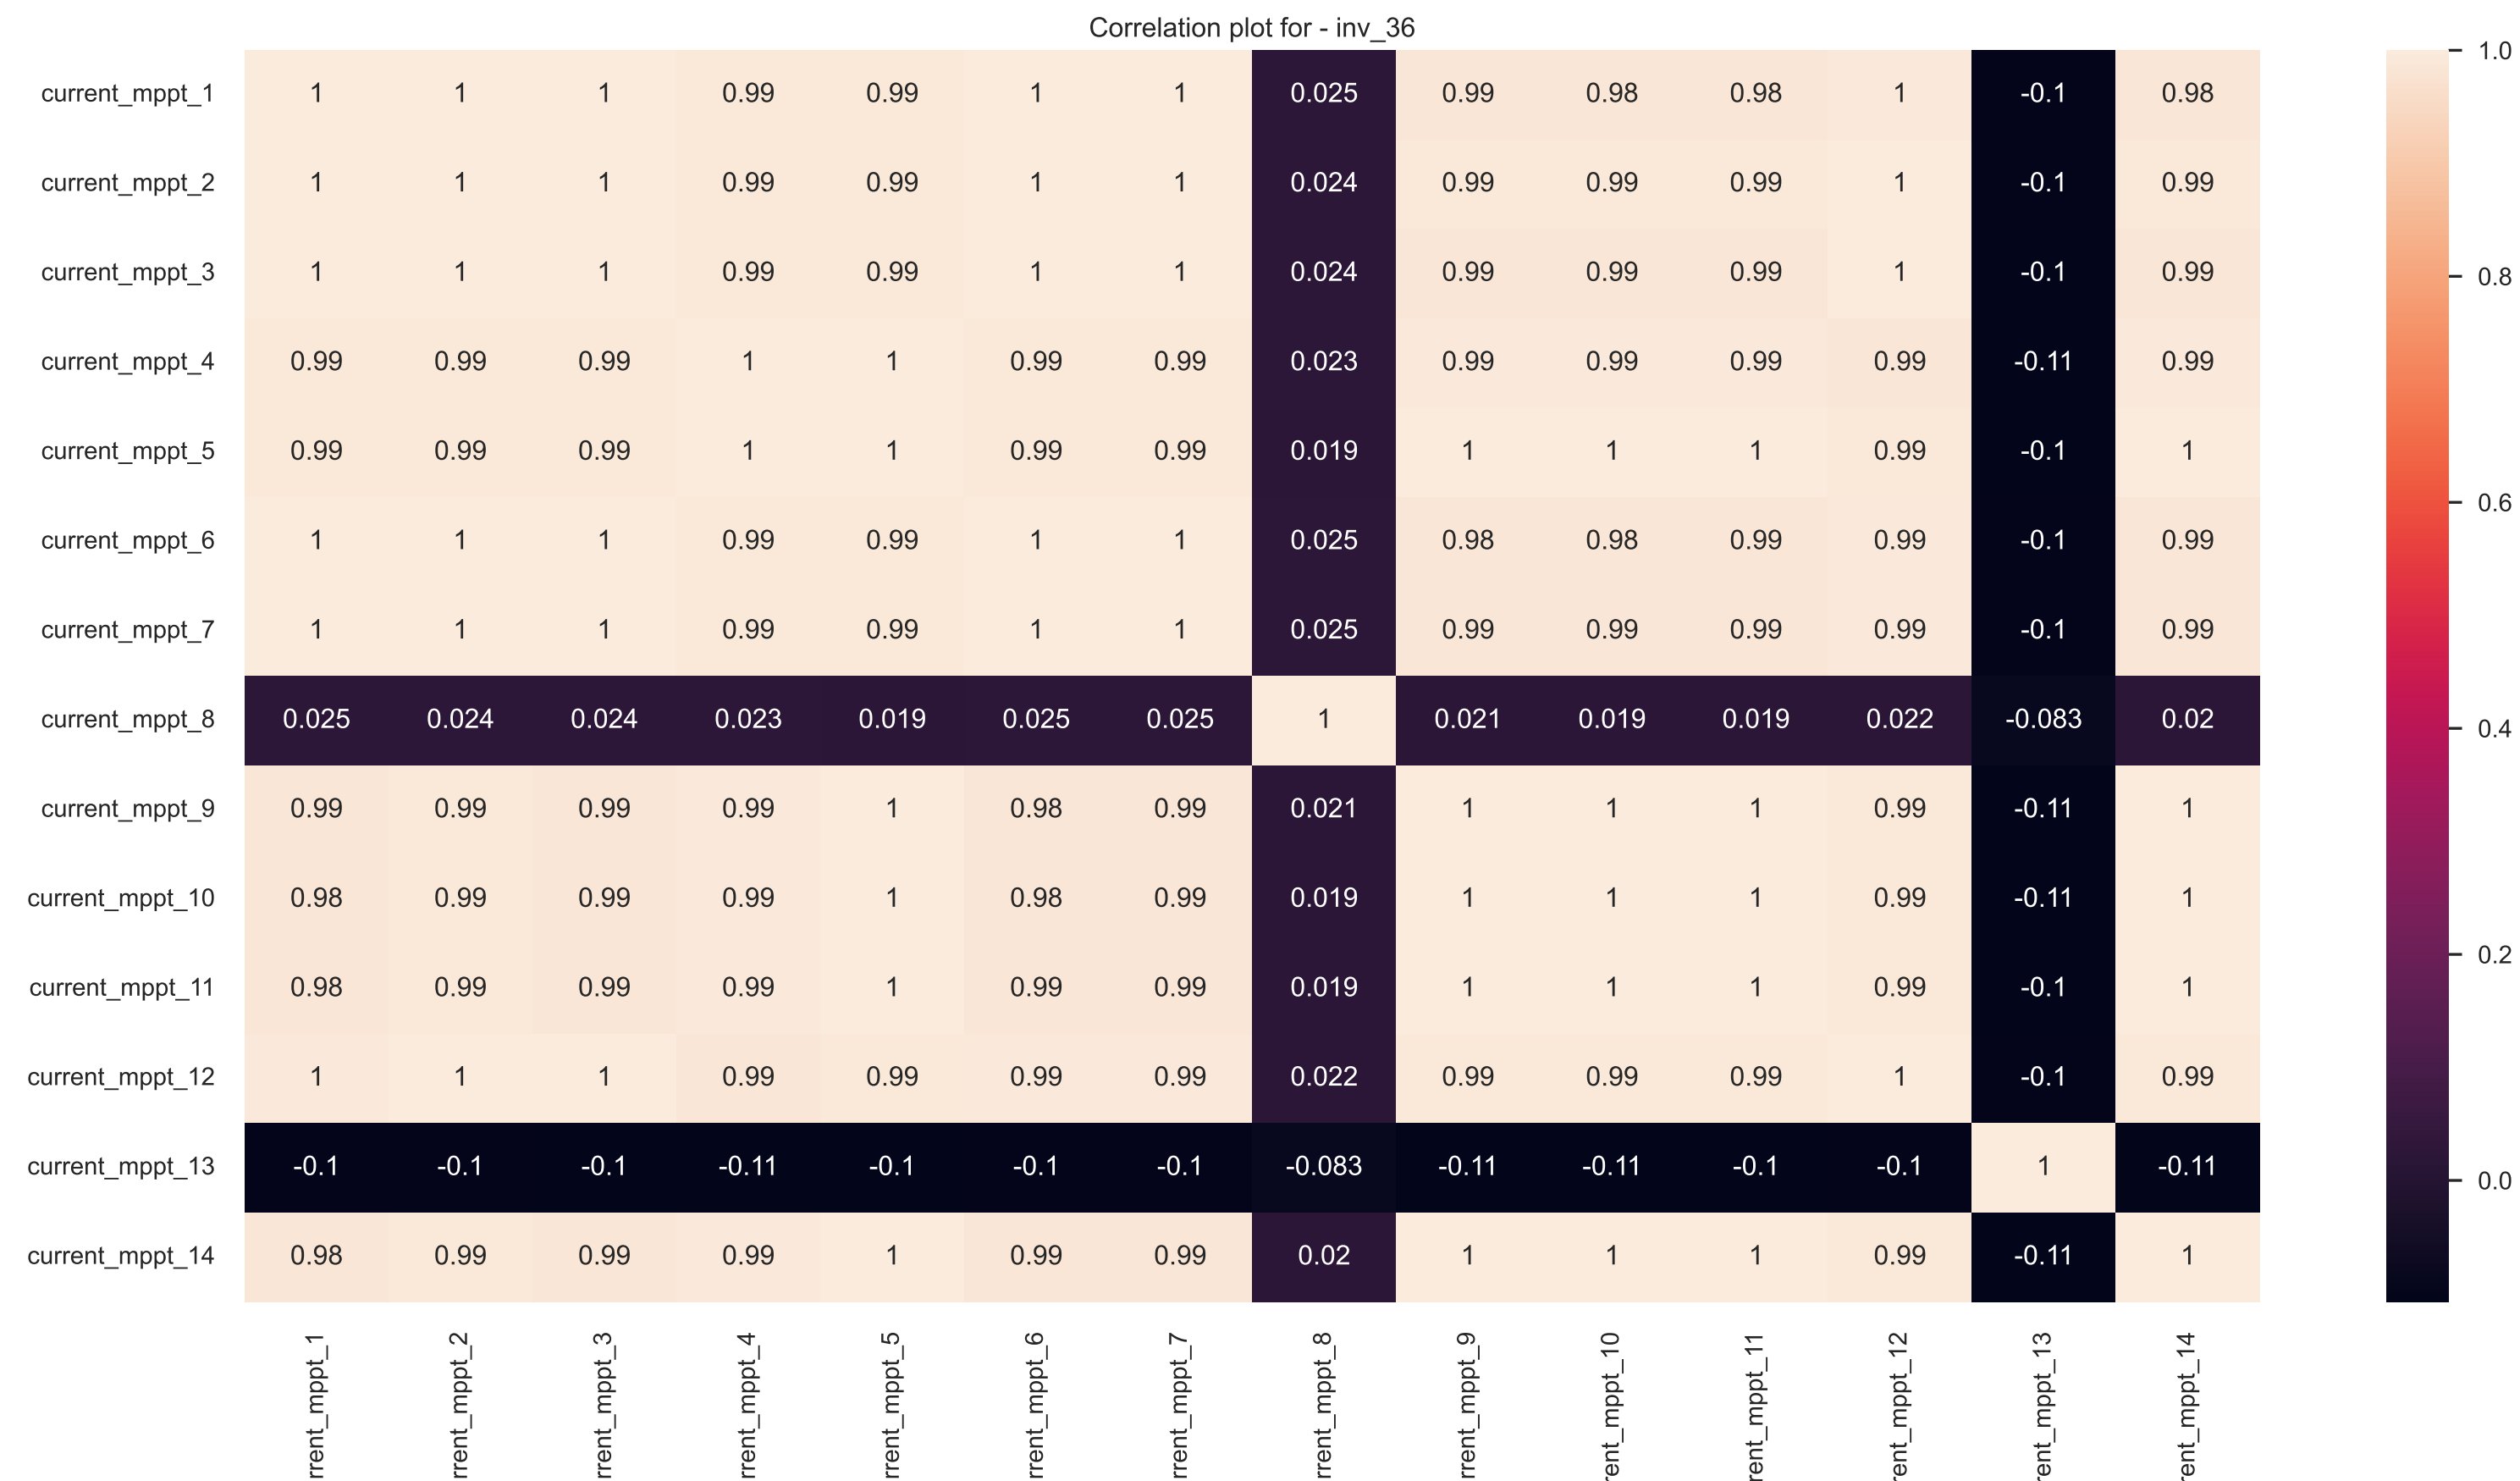 Correlation plot for - inv_36
current_mppt_1 1 1 1 0.99 0.99 1 1 0.025 0.99 0.98 0.98 1 -0.1 0.98
current_mppt_2 1 1 1 0.99 0.99 1 1 0.024 0.99 0.99 0.99 1 -0.1 0.99
current_mppt_3 1 1 1 0.99 0.99 1 1 0.024 0.99 0.99 0.99 1 -0.1 0.99
current_mppt_4 0.99 0.99 0.99 1 1 0.99 0.99 0.023 0.99 0.99 0.99 0.99 -0.11 0.99
current_mppt_5 0.99 0.99 0.99 1 1 0.99 0.99 0.019 1 1 1 0.99 -0.1 1
current_mppt_6 1 1 1 0.99 0.99 1 1 0.025 0.98 0.98 0.99 0.99 -0.1 0.99
current_mppt_7 1 1 1 0.99 0.99 1 1 0.025 0.99 0.99 0.99 0.99 -0.1 0.99
current_mppt_8 0.025 0.024 0.024 0.023 0.019 0.025 0.025 1 0.021 0.019 0.019 0.022 -0.083 0.02
current_mppt_9 0.99 0.99 0.99 0.99 1 0.98 0.99 0.021 1 1 1 0.99 -0.11 1
current_mppt_10 0.98 0.99 0.99 0.99 1 0.98 0.99 0.019 1 1 1 0.99 -0.11 1
current_mppt_11 0.98 0.99 0.99 0.99 1 0.99 0.99 0.019 1 1 1 0.99 -0.1 1
current_mppt_12 1 1 1 0.99 0.99 0.99 0.99 0.022 0.99 0.99 0.99 1 -0.1 0.99
current_mppt_13 -0.1 -0.1 -0.1 -0.11 -0.1 -0.1 -0.1 -0.083 -0.11 -0.11 -0.1 -0.1 1 -0.11
current_mppt_14 0.98 0.99 0.99 0.99 1 0.99 0.99 0.02 1 1 1 0.99 -0.11 1
rrent_mppt_1
rrent_mppt_2
rrent_mppt_3
rrent_mppt_4
rrent_mppt_5
rrent_mppt_6
rrent_mppt_7
rrent_mppt_8
rrent_mppt_9
rent_mppt_10
rent_mppt_11
rent_mppt_12
rent_mppt_13
rent_mppt_14
1.0
0.8
0.6
0.4
0.2
0.0